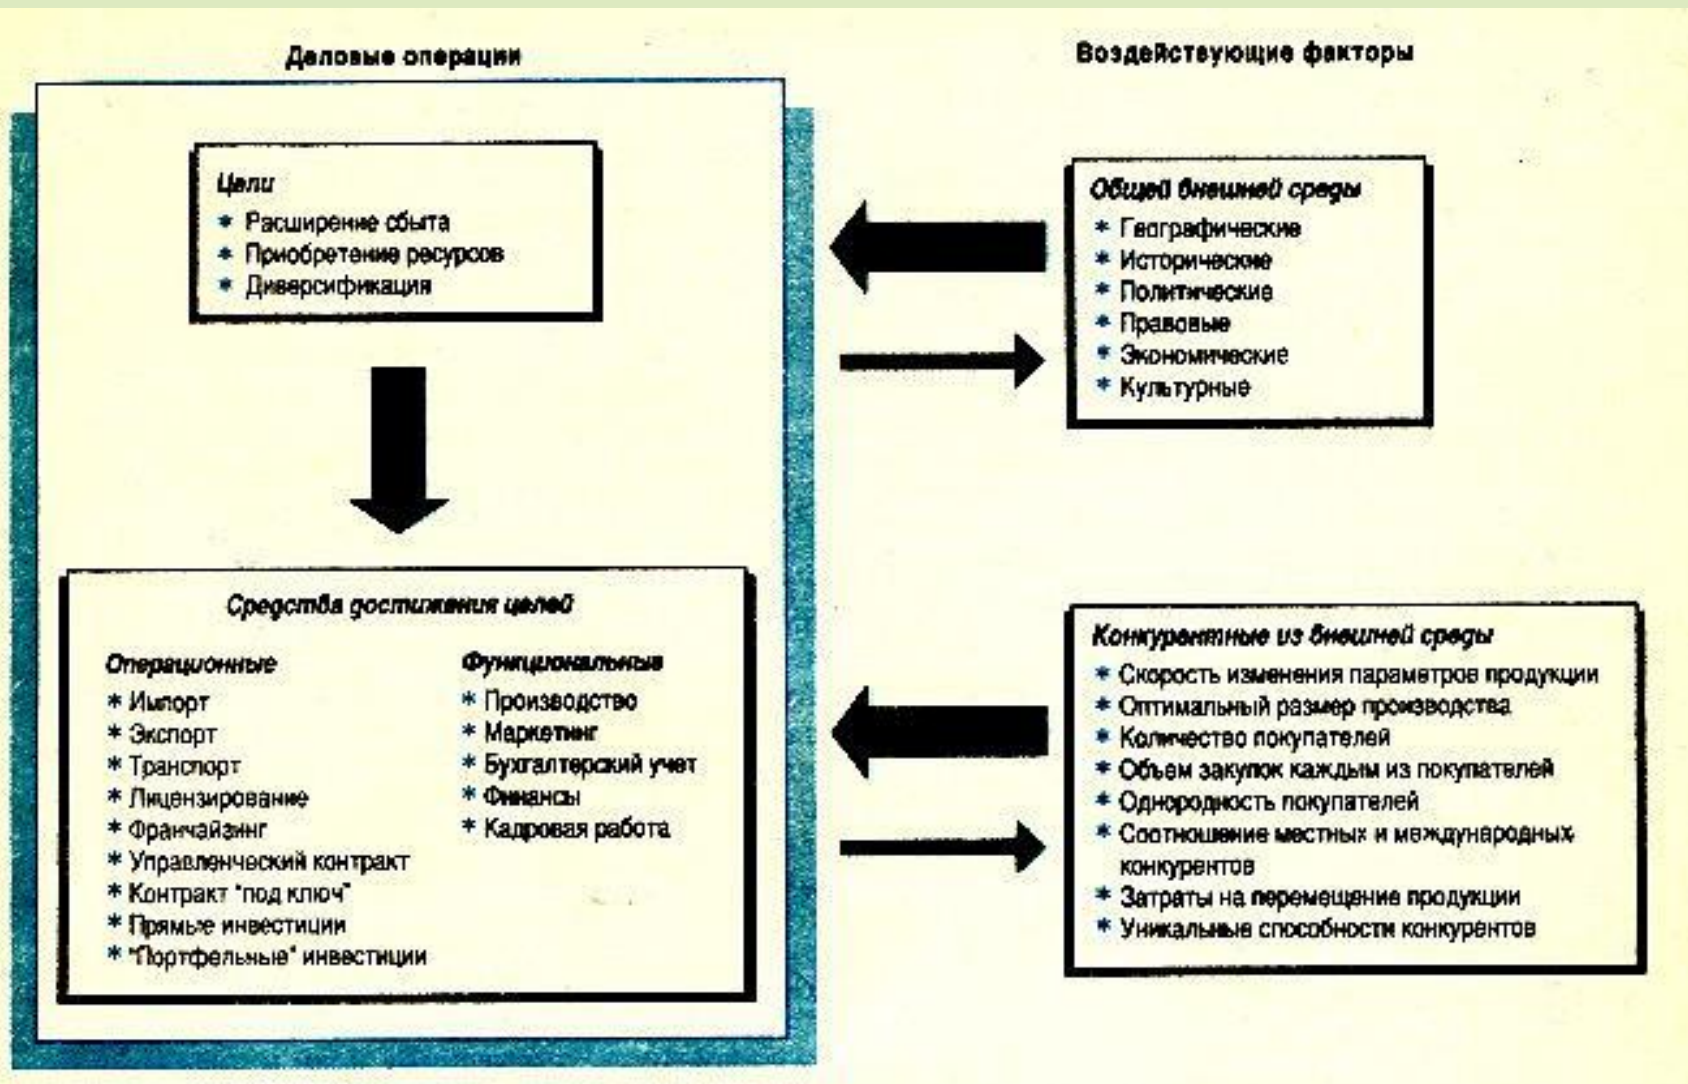 Деловые операции
Цели
* Расширение сбыта
* Приобретение ресурсов
* Диверсификация
Средства достижения целей
Операционные
* Импорт
* Экспорт
* Транспорт
* Лицензирование
* Франчайзинг
* Управленческий контракт
* Контракт "под ключ"
* Прямые инвестиции
* "Портфельные" инвестиции
Функциональные
* Производство
* Маркетинг
* Бухгалтерский учет
* Финансы
* Кадровая работа
Воздействующие факторы
Общей внешней среды
* Географические
* Исторические
* Политические
* Правовые
* Экономические
* Культурные
Конкурентные из внешней среды
* Скорость изменения параметров продукции
* Оптимальный размер производства
* Количество покупателей
* Объем закупок каждым из покупателей
* Однородность покупателей
* Соотношение местных и международных
конкурентов
* Затраты на перемещение продукции
* Уникальные способности конкурентов